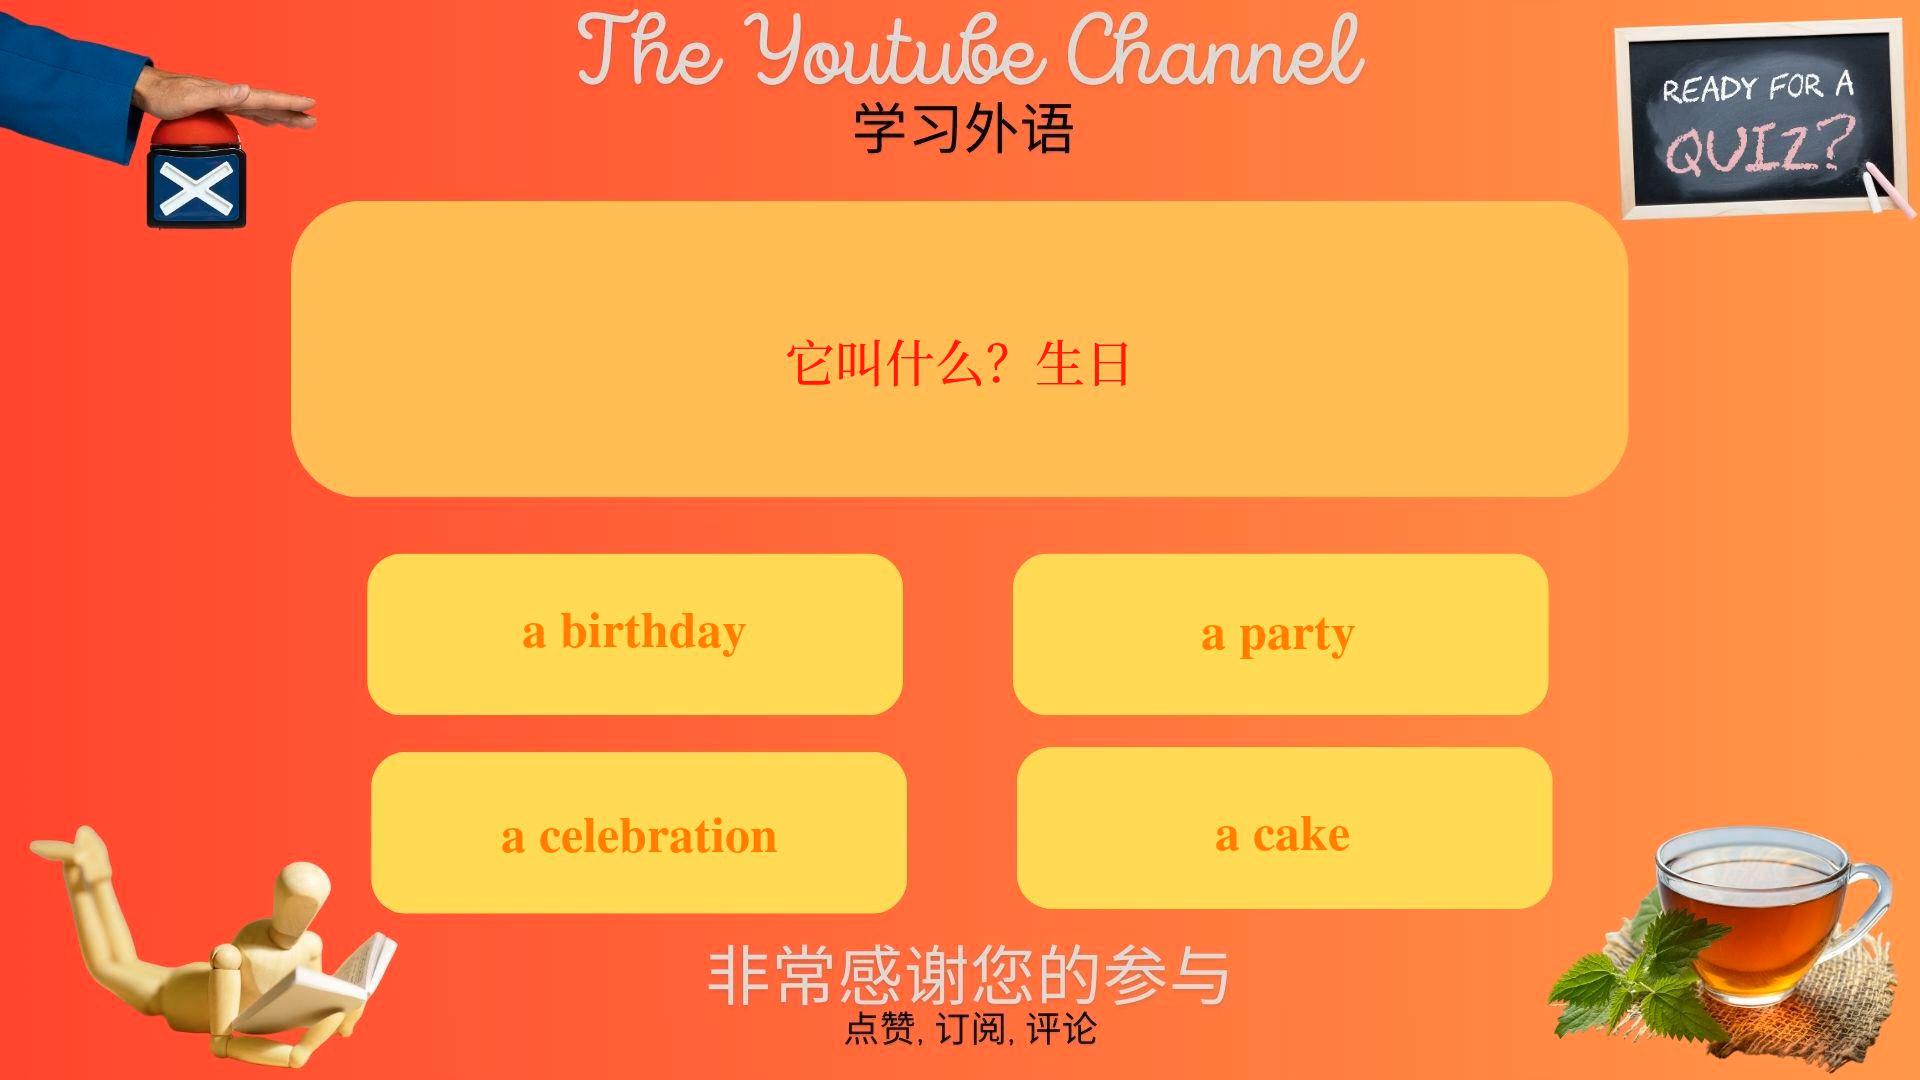 The Youtube Channel
学习外语
READY FOR A
QUIZ?
它叫什么？生日
a birthday
a party
a celebration
a cake
非常感谢您的参与
点赞, 订阅, 评论